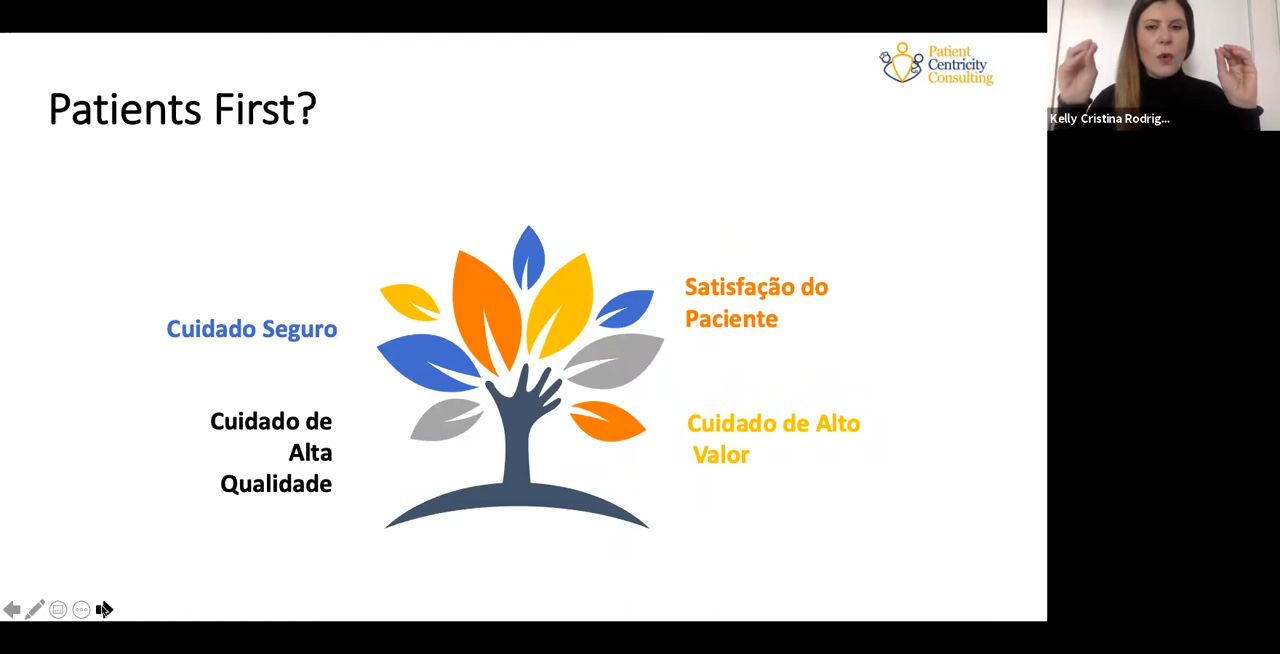 Patients First?
Patient
Centricity
Consulting
Kelly Cristina Rodrig...
Cuidado Seguro
Satisfação do
Paciente
Cuidado de
Alta
Qualidade
Cuidado de Alto
Valor